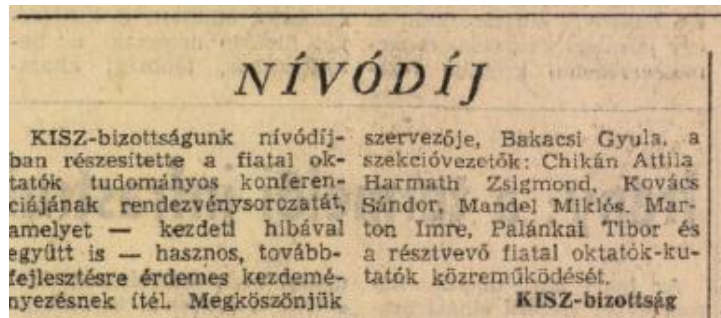 NÍVÓDÍJ
KISZ-bizottságunk nívódíj-
ban részesítette a fiatal ok-
tatók tudományos konferen-
ciájának rendezvénysorozatát,
amelyet — kezdeti hibával
együtt is — hasznos, tovább-
fejlesztésre érdemes kezdemé-
nyezésnek ítél. Megköszönjük
szervezője, Bakacsi Gyula, a
szekcióvezetők: Chikán Attila
Harmath Zsigmond, Kovács
Sándor, Mandel Miklós. Mar-
ton Imre, Palánkai Tibor és
a résztvevő fiatal oktatók-ku-
tatók közreműködését.
KISZ-bizottság